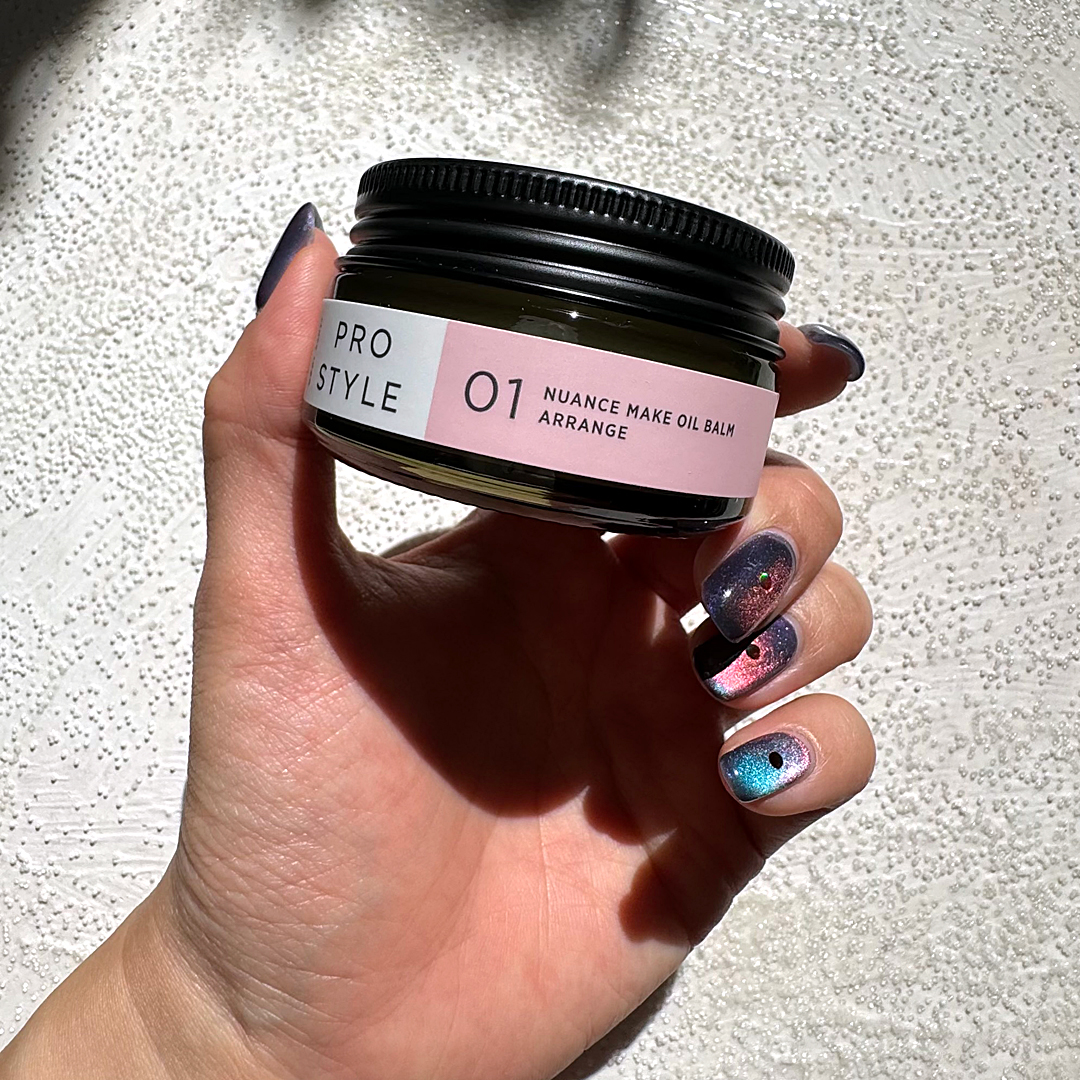 PRO
STYLE
01
NUANCE MAKE OIL BALM
ARRANGE